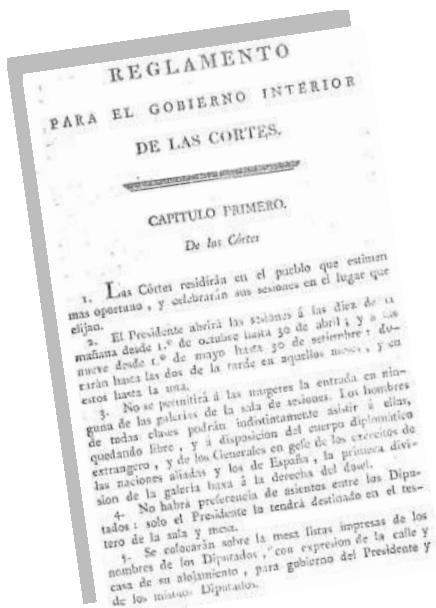 REGLAMENTO
PARA EL GOBIERNO INTERIOR
DE LAS CORTES.
CAPITULO PRIMERO.
De las Córtes
1. Las Córtes residirán en el pueblo que estimen
mas oportuno, y celebrarán sus sesiones en el lugar que
elijan.
2. El Presidente abrirá las sesiones á las diez de la
mañana desde 1.º de octubre hasta 30 de abril; y a las
nueve desde 1.º de mayo hasta 30 de setiembre: du-
rarán hasta las dos de la tarde en aquellos meses, y en
estos hasta la una.
3. No se permitirá á las mugeres la entrada en nin-
guna de las galerías de la sala de sesiones. Los hombres
de todas clases podrán indistintamente asistir á ellas,
quedando libre, y á disposicion del cuerpo diplomático
extrangero, y de los Generales en gefe de los exércitos de
las naciones aliadas y los de España, la primera divi-
sion de la galería baxa á la derecha del dosel.
4. No habrá preferencia de asientos entre los Dipu-
tados: solo el Presidente la tendrá destinado en el tes-
tero de la sala y mesa.
5. Se colocarán sobre la mesa listas impresas de los
nombres de los Diputados, con expresion de la calle y
casa de su alojamiento, para gobierno del Presidente y
de los mismos Diputados.